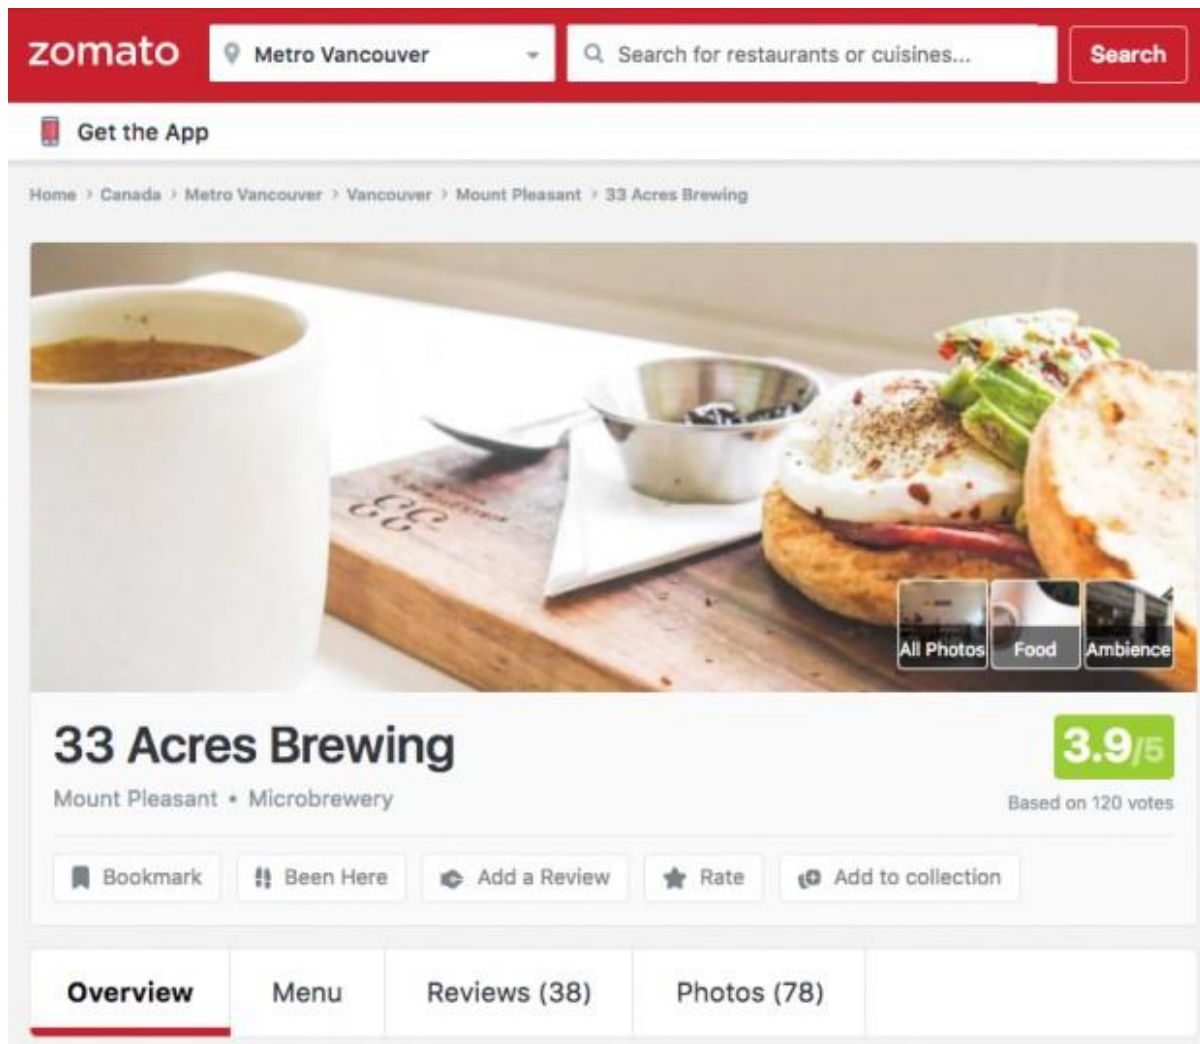 zomato
Metro Vancouver
Search for restaurants or cuisines...
Search
Get the App
Home > Canada > Metro Vancouver > Vancouver > Mount Pleasant > 33 Acres Brewing
All Photos
Food
Ambience
33 Acres Brewing
3.9/5
Mount Pleasant • Microbrewery
Based on 120 votes
Bookmark
Been Here
Add a Review
Rate
Add to collection
Overview
Menu
Reviews (38)
Photos (78)